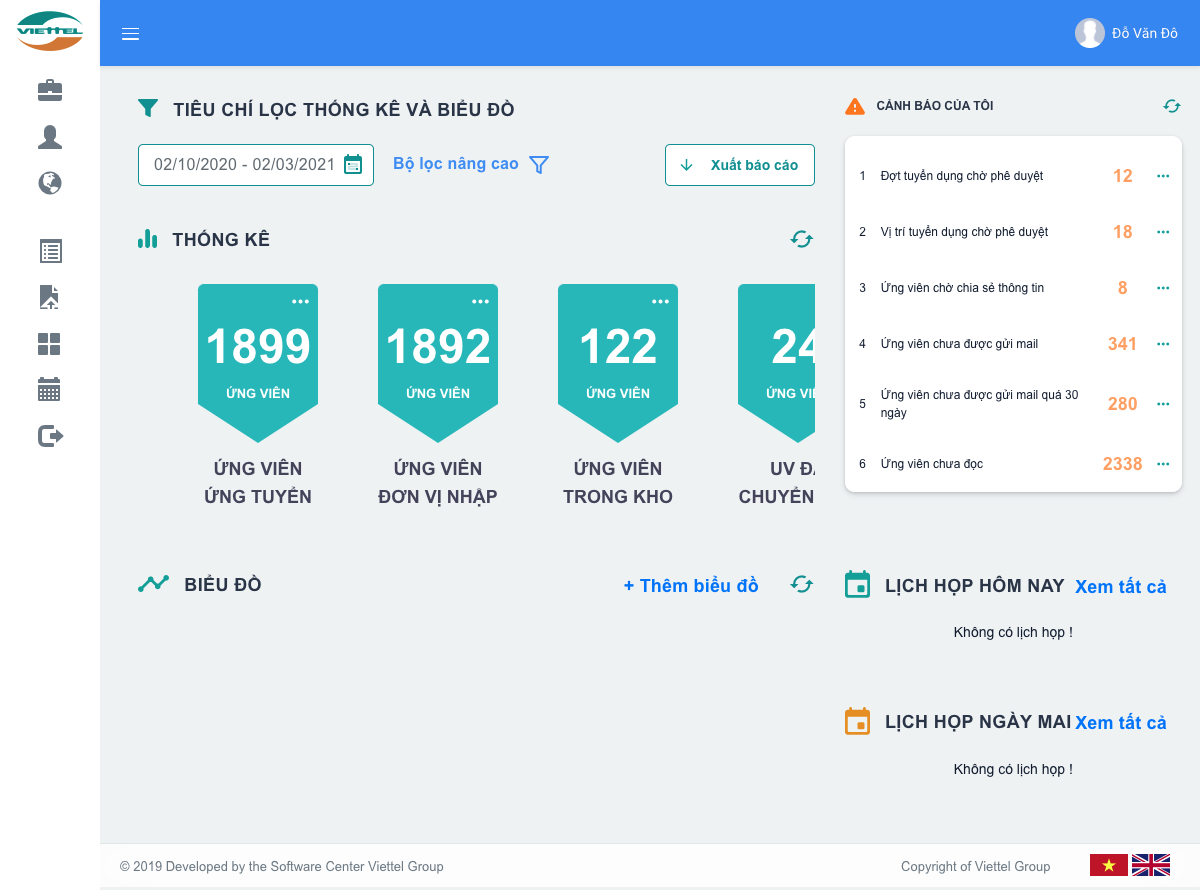 VIETTEL
Đỗ Văn Đô
TIÊU CHÍ LỌC THỐNG KÊ VÀ BIỂU ĐỒ
02/10/2020 - 02/03/2021
Bộ lọc nâng cao
Xuất báo cáo
THỐNG KÊ
1899
ỨNG VIÊN
ỨNG VIÊN
ỨNG TUYỂN
1892
ỨNG VIÊN
ỨNG VIÊN
ĐƠN VỊ NHẬP
122
ỨNG VIÊN
ỨNG VIÊN
TRONG KHO
24
ỨNG VI
UV ĐÃ
CHUYỂN
BIỂU ĐỒ
+ Thêm biểu đồ
CẢNH BÁO CỦA TÔI
1 Đợt tuyển dụng chờ phê duyệt 12
2 Vị trí tuyển dụng chờ phê duyệt 18
3 Ứng viên chờ chia sẻ thông tin 8
4 Ứng viên chưa được gửi mail 341
5 Ứng viên chưa được gửi mail quá 30
ngày 280
6 Ứng viên chưa đọc 2338
LỊCH HỌP HÔM NAY Xem tất cả
Không có lịch họp !
LỊCH HỌP NGÀY MAI Xem tất cả
Không có lịch họp !
© 2019 Developed by the Software Center Viettel Group
Copyright of Viettel Group